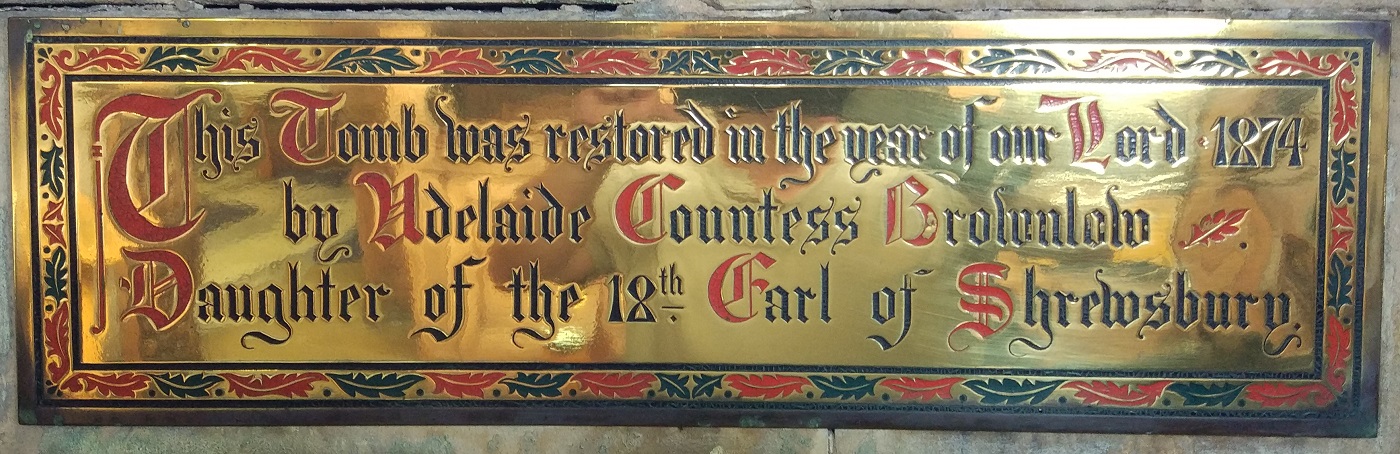 This Tomb was restored in the year of our Lord · 1874
by Adelaide Countess Brownlow
Daughter of the 18th Earl of Shrewsbury.